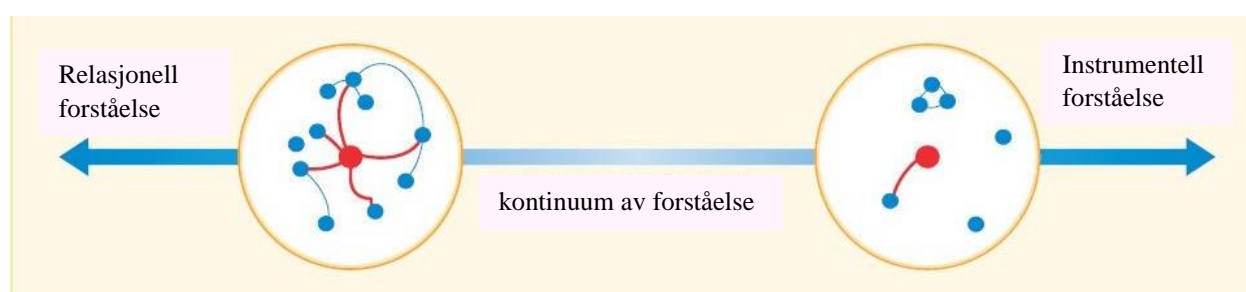 Relasjonell
forståelse
kontinuum av forståelse
Instrumentell
forståelse